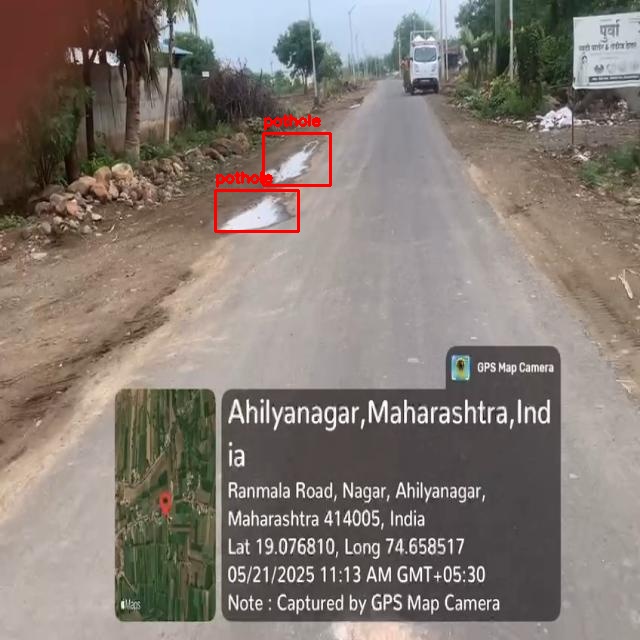 पुर्वा
pothole
pothole
GPS Map Camera
Ahilyanagar,Maharashtra,Ind
ia
Ranmala Road, Nagar, Ahilyanagar,
Maharashtra 414005, India
Lat 19.076810, Long 74.658517
05/21/2025 11:13 AM GMT+05:30
Note : Captured by GPS Map Camera
Maps